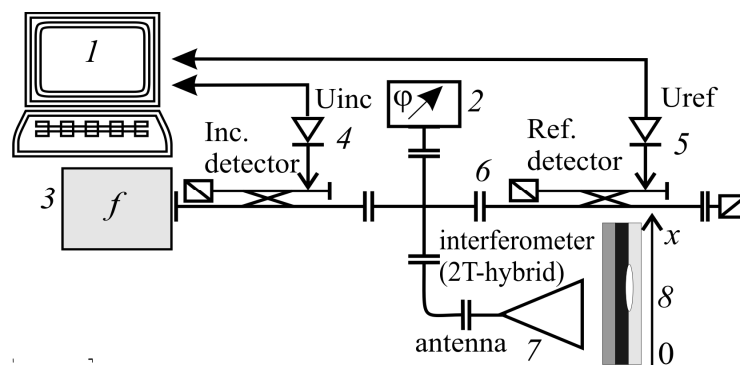 1
Uinc
φ
2
Uref
Inc.
detector
4
Ref.
detector
5
3
f
6
interferometer
(2T-hybrid)
x
8
antenna
7
0